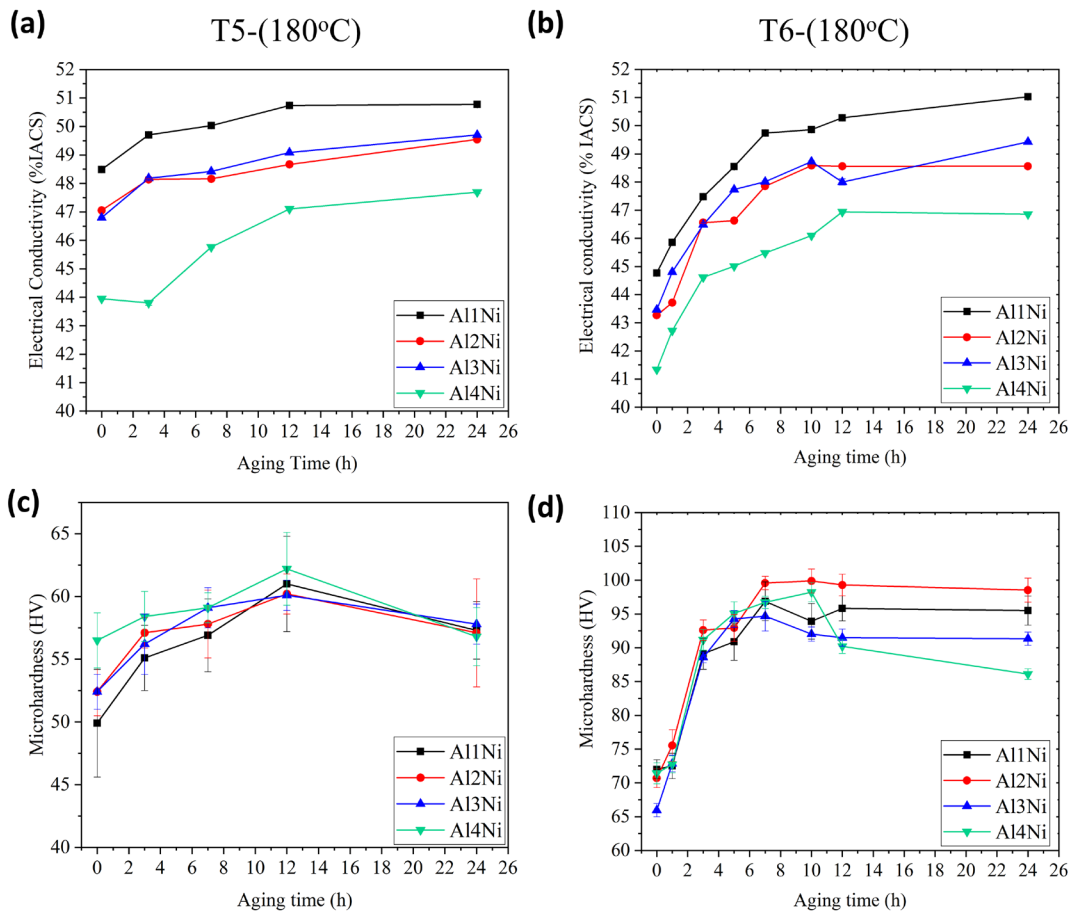 (a)
T5-(180°C)
Electrical Conductivity (%IACS)
52
51
50
49
48
47
46
45
44
43
42
41
40
0 2 4 6 8 10 12 14 16 18 20 22 24 26
Aging Time (h)
Al1Ni
Al2Ni
Al3Ni
Al4Ni
(b)
T6-(180°C)
Electrical condcutivity (% IACS)
52
51
50
49
48
47
46
45
44
43
42
41
40
0 2 4 6 8 10 12 14 16 18 20 22 24 26
Aging time (h)
Al1Ni
Al2Ni
Al3Ni
Al4Ni
(c)
Microhardness (HV)
65
60
55
50
45
40
0 2 4 6 8 10 12 14 16 18 20 22 24 26
Aging time (h)
Al1Ni
Al2Ni
Al3Ni
Al4Ni
(d)
Microhardness (HV)
110
105
100
95
90
85
80
75
70
65
60
0 2 4 6 8 10 12 14 16 18 20 22 24 26
Aging time (h)
Al1Ni
Al2Ni
Al3Ni
Al4Ni